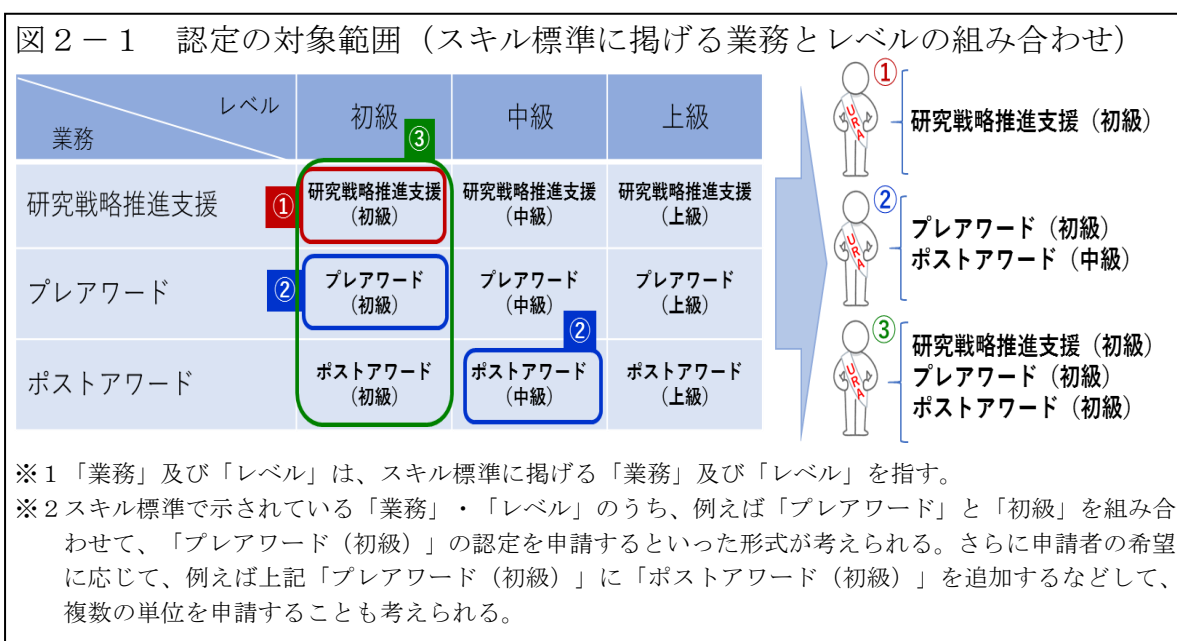 図2-1 認定の対象範囲(スキル標準に掲げる業務とレベルの組み合わせ)
レベル
業務
初級
中級
上級
③
研究戦略推進支援
①
研究戦略推進支援
(初級)
研究戦略推進支援
(中級)
研究戦略推進支援
(上級)
プレアワード
②
プレアワード
(初級)
プレアワード
(中級)
プレアワード
(上級)
②
ポストアワード
ポストアワード
(初級)
ポストアワード
(中級)
ポストアワード
(上級)
①
URA
研究戦略推進支援(初級)
②
URA
プレアワード(初級)
ポストアワード(中級)
③
URA
研究戦略推進支援(初級)
プレアワード(初級)
ポストアワード(初級)
※1「業務」及び「レベル」は、スキル標準に掲げる「業務」及び「レベル」を指す。
※2スキル標準で示されている「業務」・「レベル」のうち、例えば「プレアワード」と「初級」を組み合
わせて、「プレアワード(初級)」の認定を申請するといった形式が考えられる。さらに申請者の希望
に応じて、例えば上記「プレアワード(初級)」に「ポストアワード(初級)」を追加するなどして、
複数の単位を申請することも考えられる。